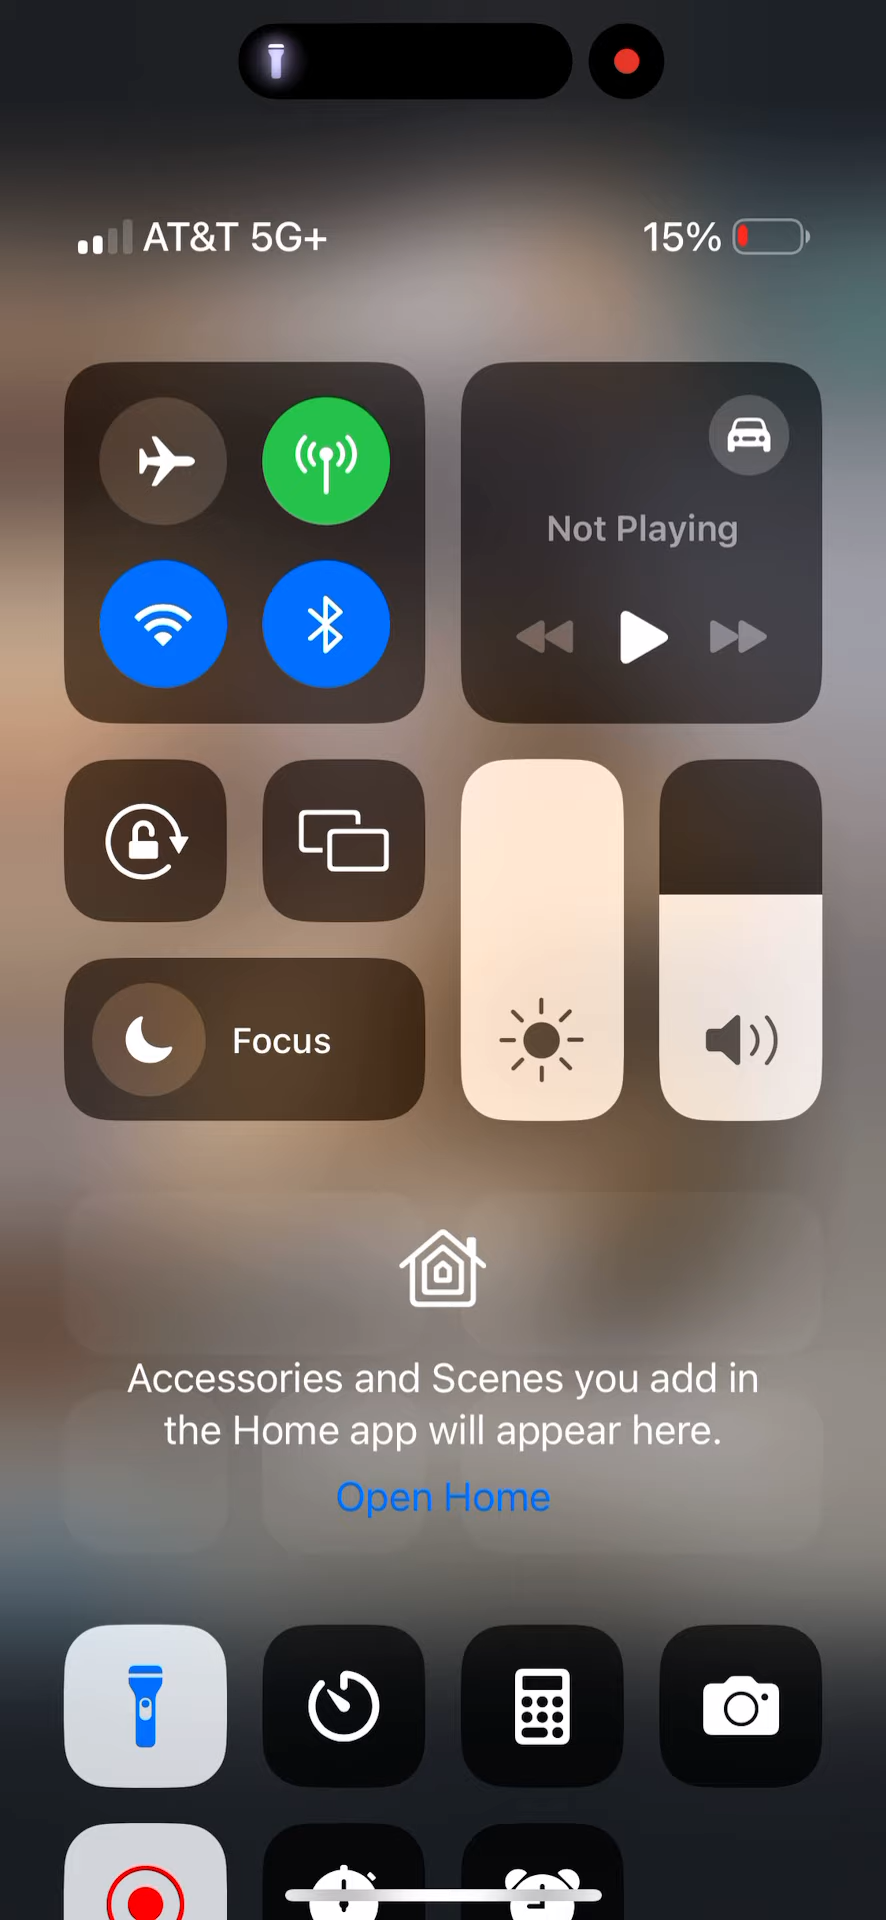 AT&T 5G+
15%
Not Playing
Focus
Accessories and Scenes you add in
the Home app will appear here.
Open Home